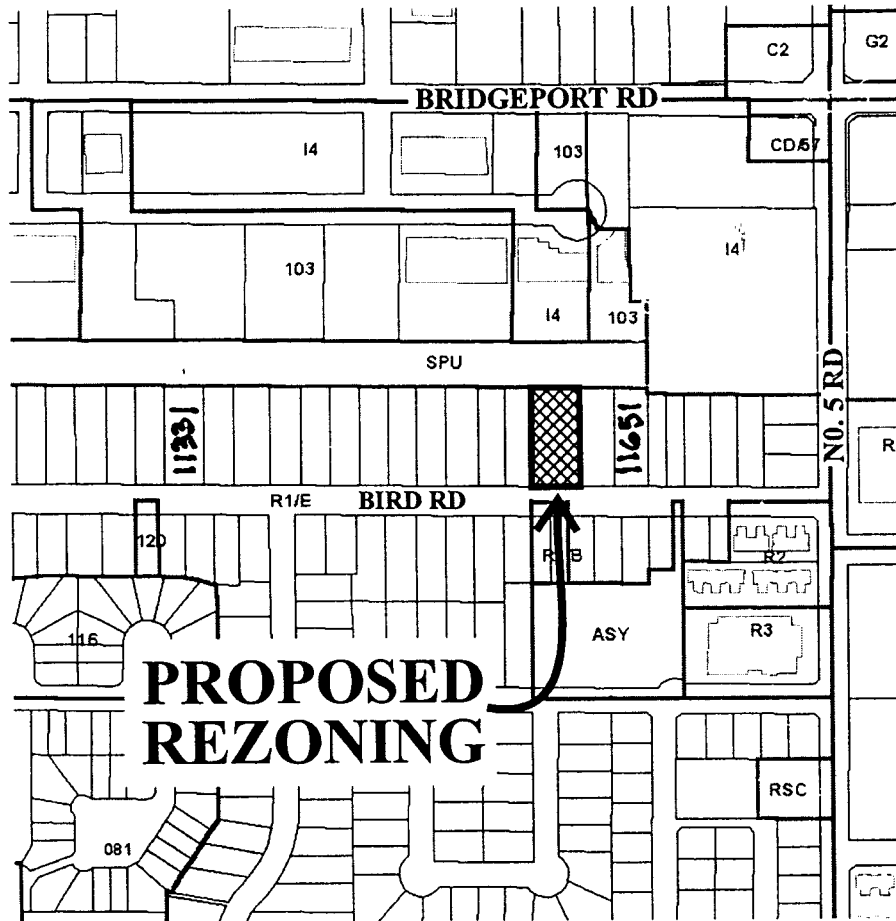 C2
G2
BRIDGEPORT RD
I4
103
CD/57
103
I4
I4
103
SPU
11331
11651
NO. 5 RD
R1/E
BIRD RD
120
R2
116
ASY
R3
PROPOSED
REZONING
RSC
081